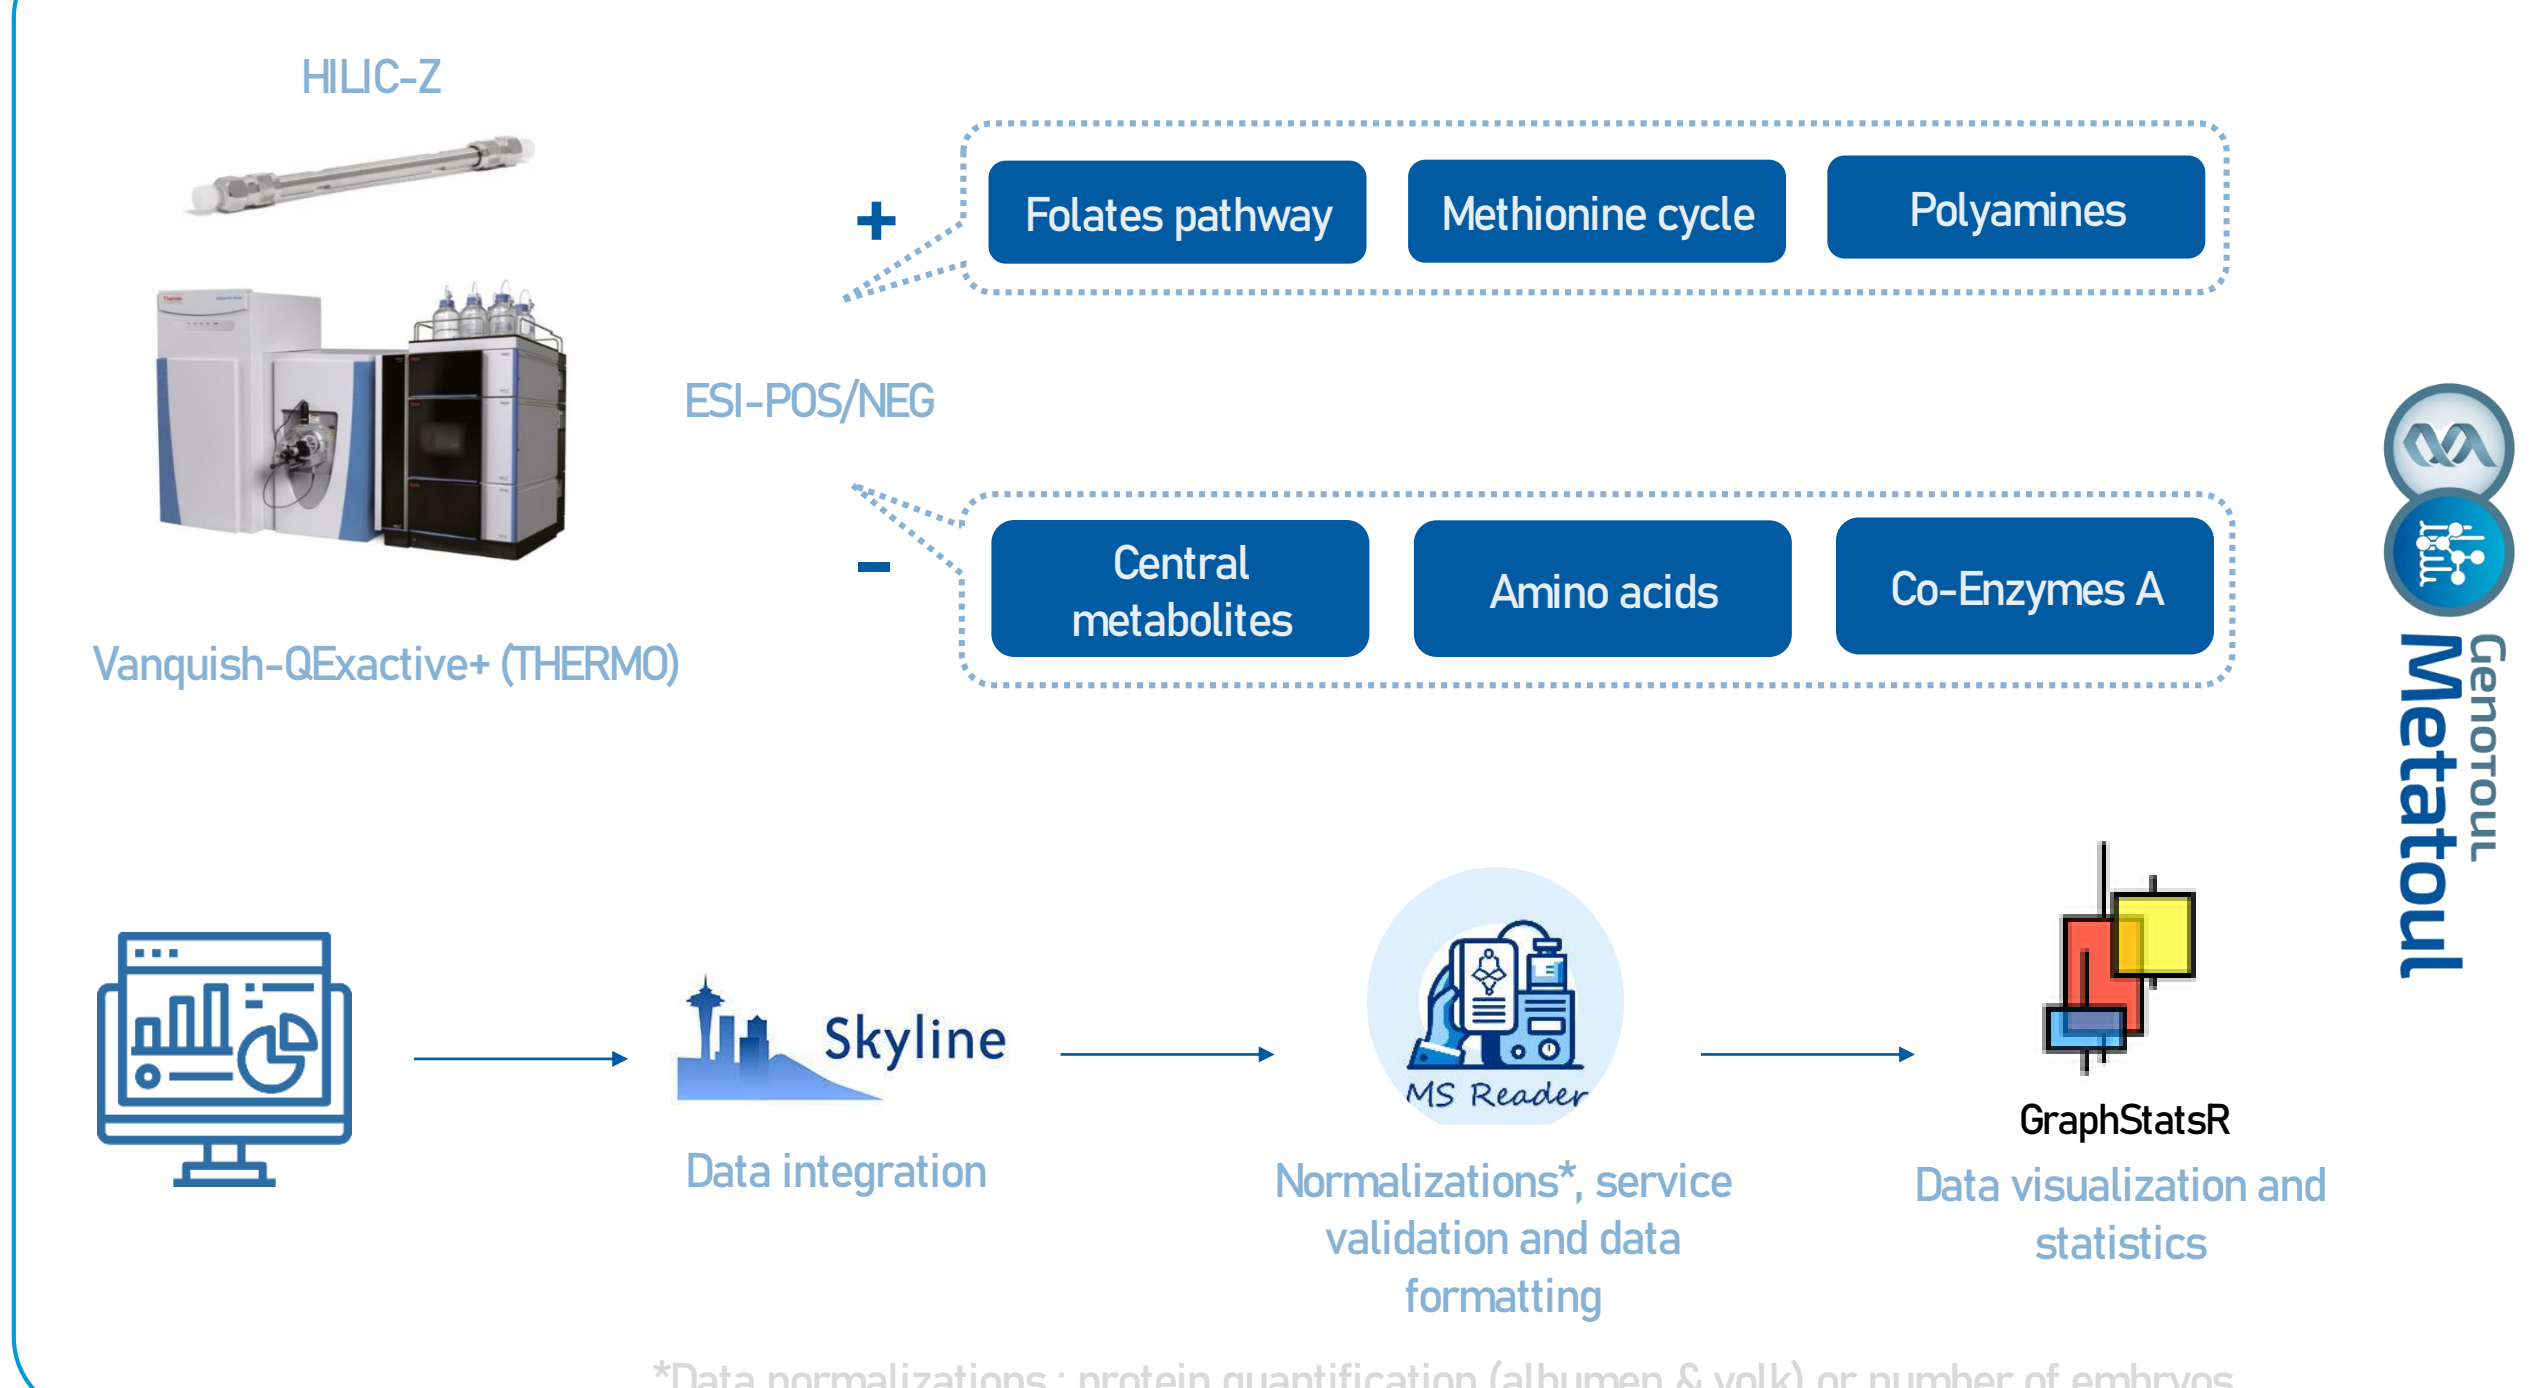 HILIC-Z
+
Folates pathway
Methionine cycle
Polyamines
ESI-POS/NEG
-
Central
metabolites
Amino acids
Co-Enzymes A
Vanquish-QExactive+ (THERMO)
GenoToul
Metatoul
Skyline
Data integration
MS Reader
Normalizations*, service
validation and data
formatting
GraphStatsR
Data visualization and
statistics
*Data normalizations : protein quantification (albumen & yolk) or number of embryos